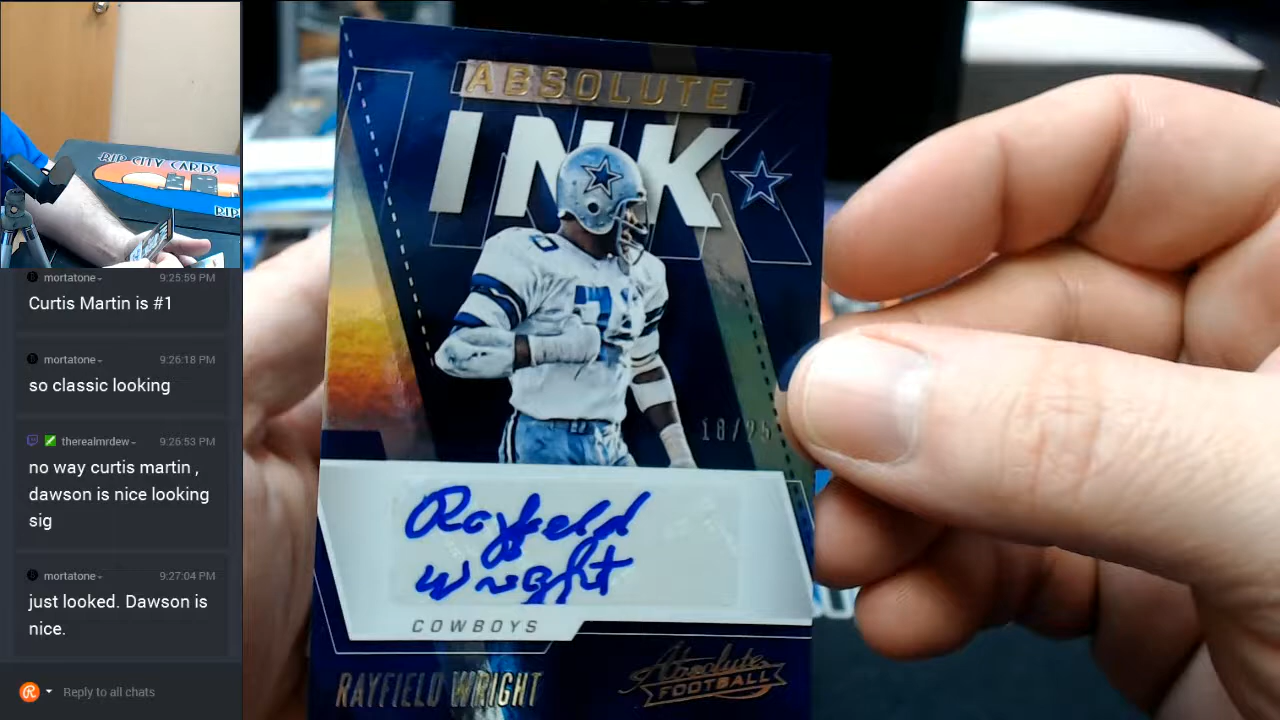 RIP CITY CARDS
RIP
mortatone
9:25:59 PM
Curtis Martin is #1
mortatone
9:26:18 PM
so classic looking
therealmrdew
9:26:53 PM
no way curtis martin ,
dawson is nice looking
sig
mortatone
9:27:04 PM
just looked. Dawson is
nice.
Reply to all chats
ABSOLUTE
INK
18/25
Rayfield
Wright
COWBOYS
RAYFIELD WRIGHT
Absolute
FOOTBALL